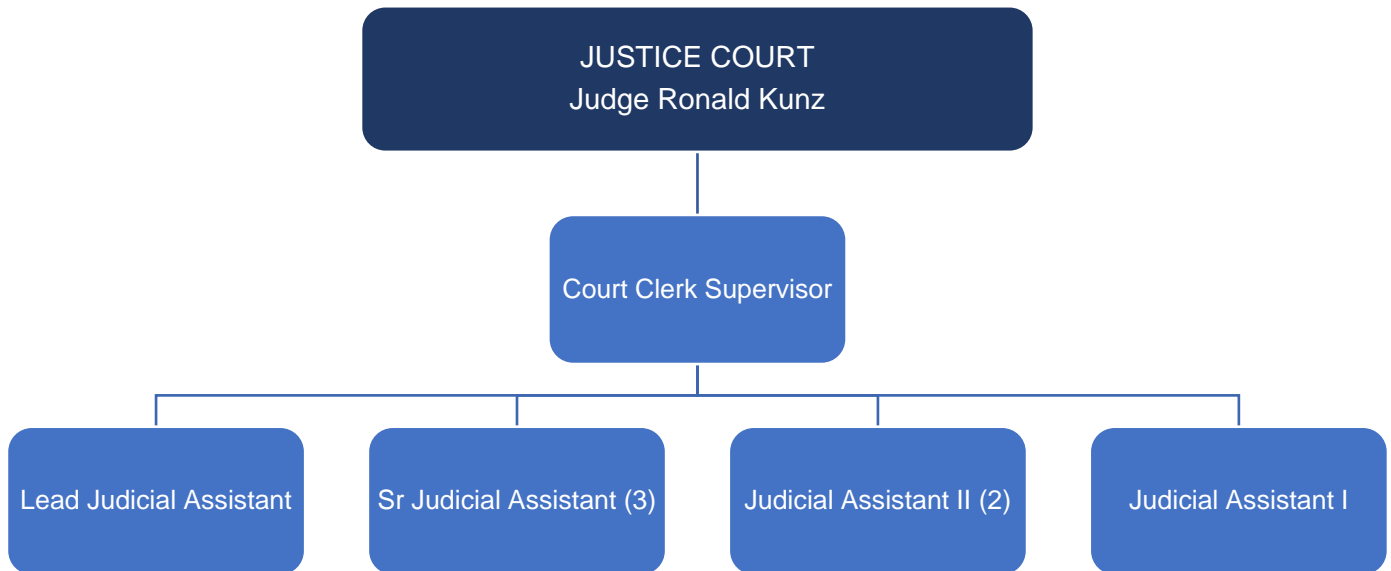 JUSTICE COURT
Judge Ronald Kunz
Court Clerk Supervisor
Lead Judicial Assistant
Sr Judicial Assistant (3)
Judicial Assistant II (2)
Judicial Assistant I